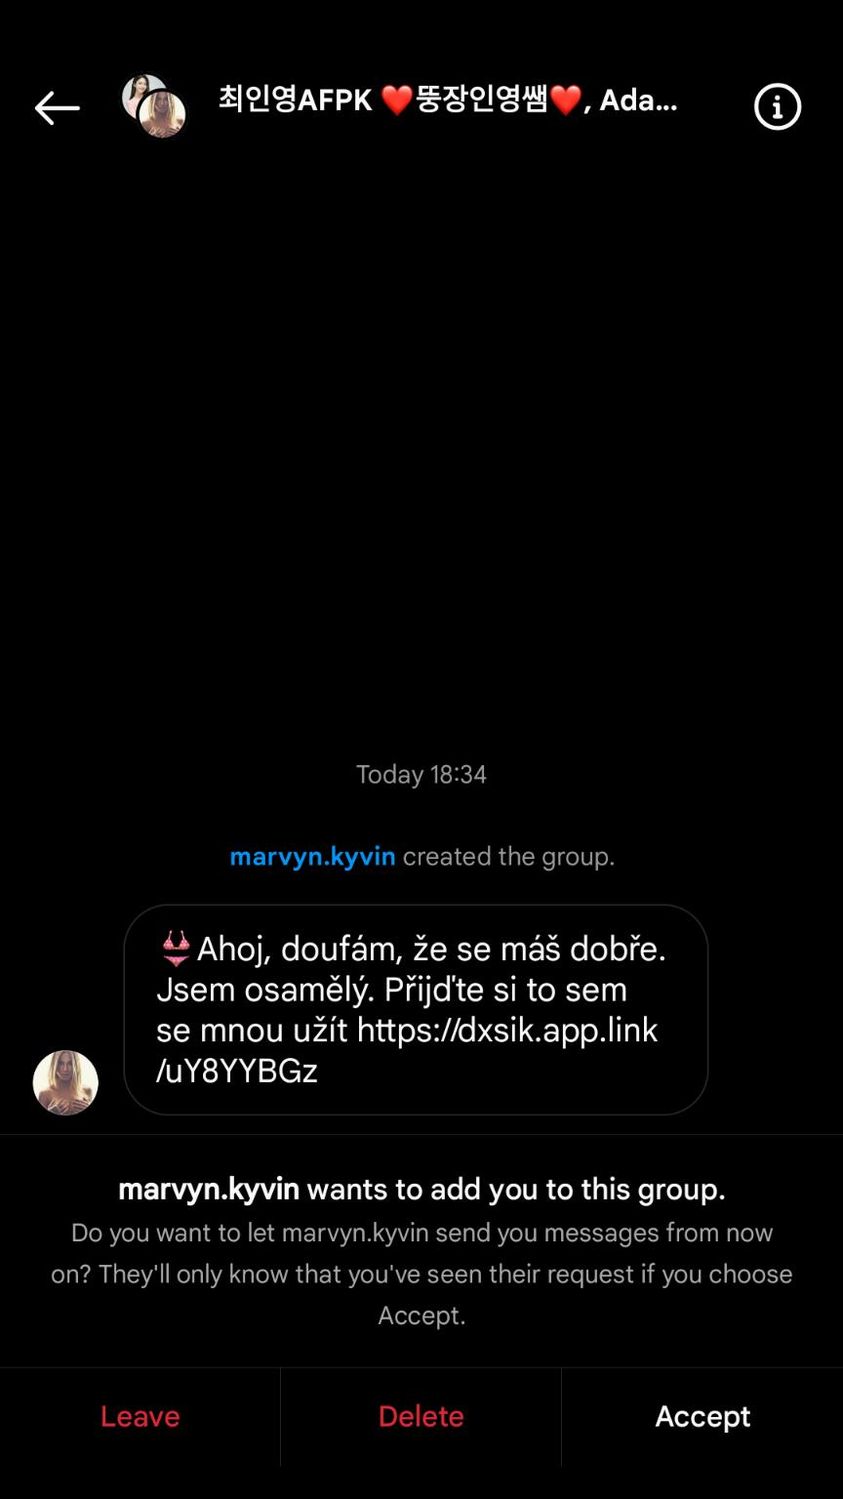 최인영AFPK ❤️뚱장인영쌤❤️, Ada...
Today 18:34
marvyn.kyvin created the group.
👙Ahoj, doufám, že se máš dobře.
Jsem osamělý. Přijďte si to sem
se mnou užít https://dxsik.app.link
/uY8YYBGz
marvyn.kyvin wants to add you to this group.
Do you want to let marvyn.kyvin send you messages from now
on? They'll only know that you've seen their request if you choose
Accept.
Leave
Delete
Accept